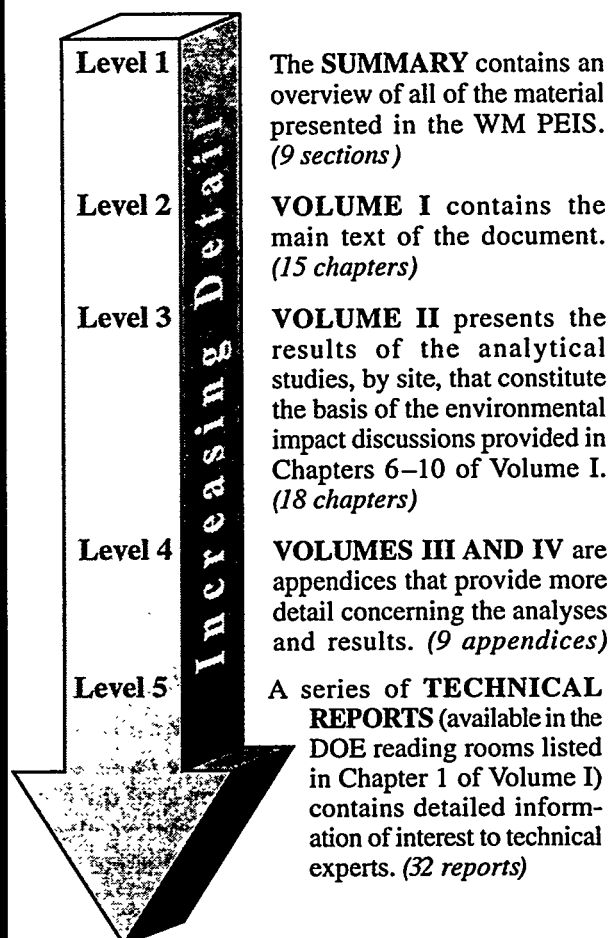 Level 1
The SUMMARY contains an
overview of all of the material
presented in the WM PEIS.
(9 sections)
Level 2
VOLUME I contains the
main text of the document.
(15 chapters)
Level 3
VOLUME II presents the
results of the analytical
studies, by site, that constitute
the basis of the environmental
impact discussions provided in
Chapters 6–10 of Volume I.
(18 chapters)
Level 4
VOLUMES III AND IV are
appendices that provide more
detail concerning the analyses
and results. (9 appendices)
Level 5
A series of TECHNICAL
REPORTS (available in the
DOE reading rooms listed
in Chapter 1 of Volume I)
contains detailed inform-
ation of interest to technical
experts. (32 reports)
Increasing Detail